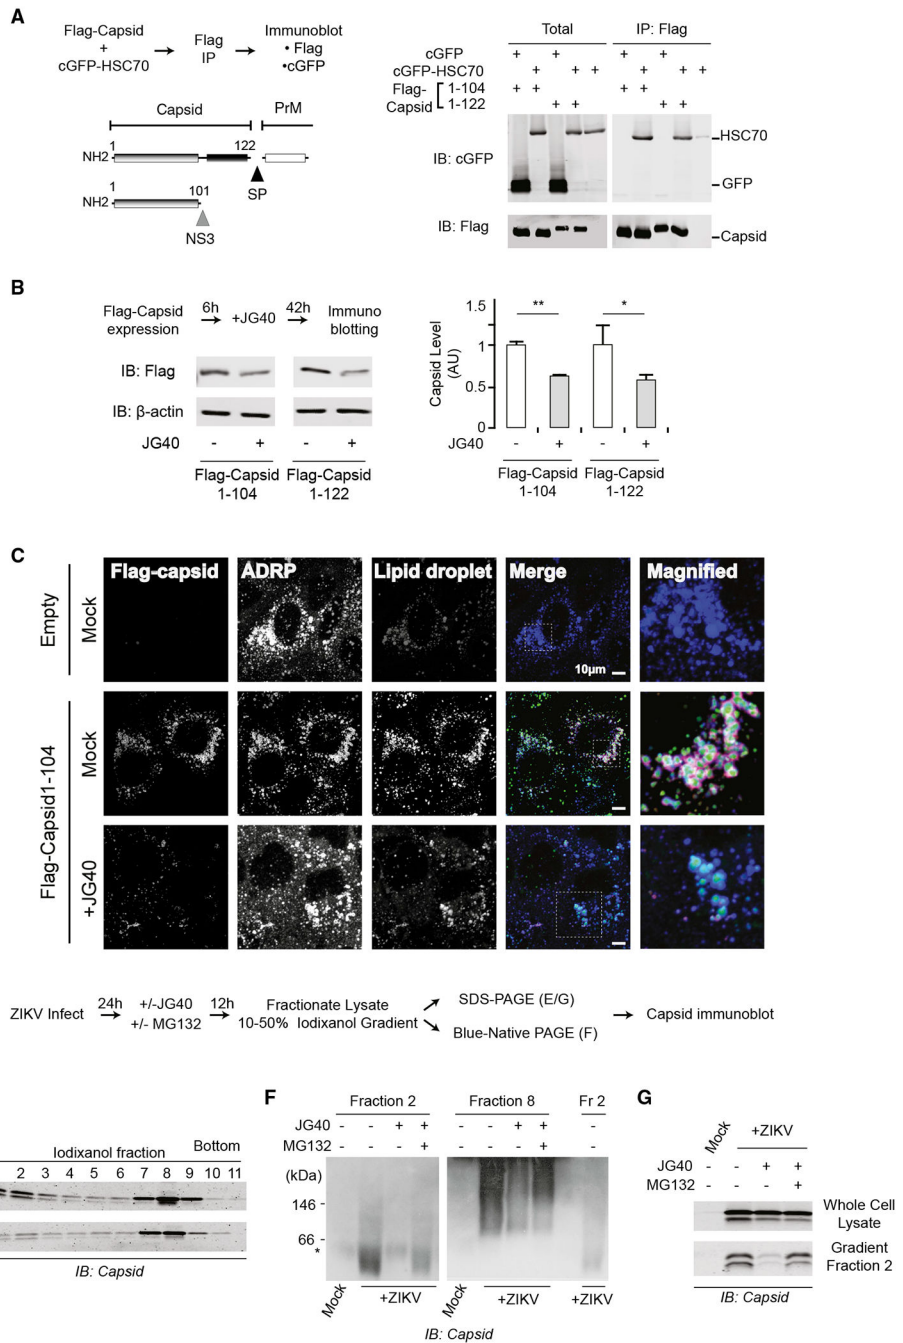 A
Flag-Capsid
+
cGFP-HSC70
Flag
IP
Immunoblot
• Flag
•cGFP
Capsid
PrM
1
122
NH2
SP
1
101
NH2
NS3
Total
IP: Flag
cGFP
+ + + +
cGFP-HSC70
+ + + + + +
Flag-
Capsid
1-104
+ + + +
1-122
+ + + +
IB: cGFP
HSC70
GFP
IB: Flag
Capsid
B
Flag-Capsid
expression
6h
+JG40
42h
Immuno
blotting
IB: Flag
IB: β-actin
JG40
- + - +
Flag-Capsid
1-104
Flag-Capsid
1-122
Capsid Level
(AU)
1.5
1
0.5
0
**
*
JG40
- + - +
Flag-Capsid
1-104
Flag-Capsid
1-122
C
Flag-capsid
ADRP
Lipid droplet
Merge
Magnified
Empty
Mock
10μm
Flag-Capsid1-104
Mock
+JG40
ZIKV Infect
24h
+/-JG40
+/- MG132
12h
Fractionate Lysate
10-50% Iodixanol Gradient
SDS-PAGE (E/G)
Blue-Native PAGE (F)
Capsid immunoblot
Iodixanol fraction
Bottom
2 3 4 5 6 7 8 9 10 11
IB: Capsid
F
Fraction 2
Fraction 8
Fr 2
JG40
- - + + - - + + -
MG132
- - - + - - - + -
(kDa)
146
66
*
Mock
+ZIKV
Mock
+ZIKV
+ZIKV
IB: Capsid
G
Mock
+ZIKV
JG40
- - + +
MG132
- - - +
Whole Cell
Lysate
Gradient
Fraction 2
IB: Capsid